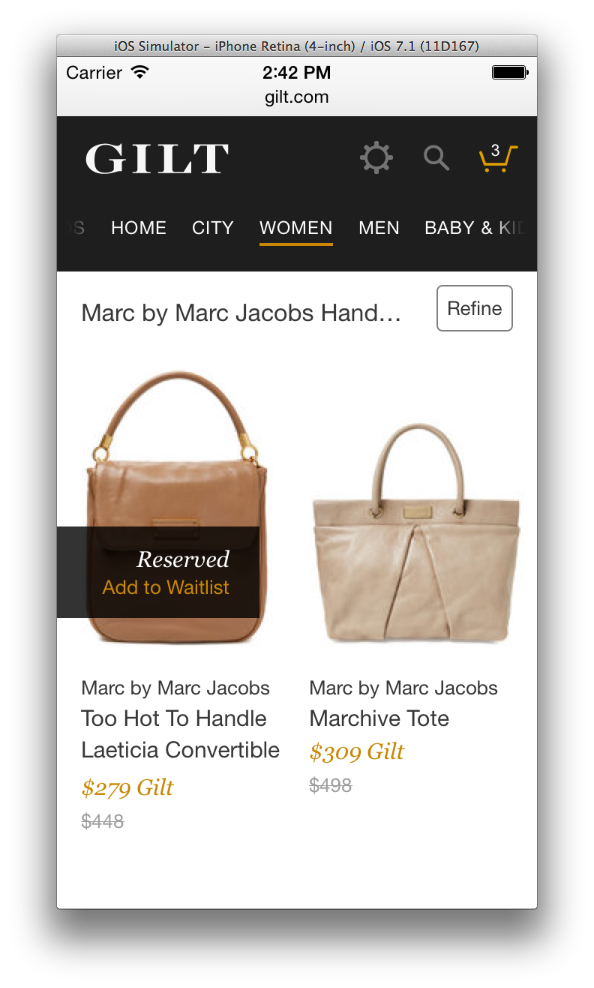 iOS Simulator – iPhone Retina (4-inch) / iOS 7.1 (11D167)
Carrier 2:42 PM
gilt.com
GILT 3
S HOME CITY WOMEN MEN BABY & KID
Marc by Marc Jacobs Hand… Refine
Reserved
Add to Waitlist
Marc by Marc Jacobs
Too Hot To Handle
Laeticia Convertible
$279 Gilt
$448
Marc by Marc Jacobs
Marchive Tote
$309 Gilt
$498